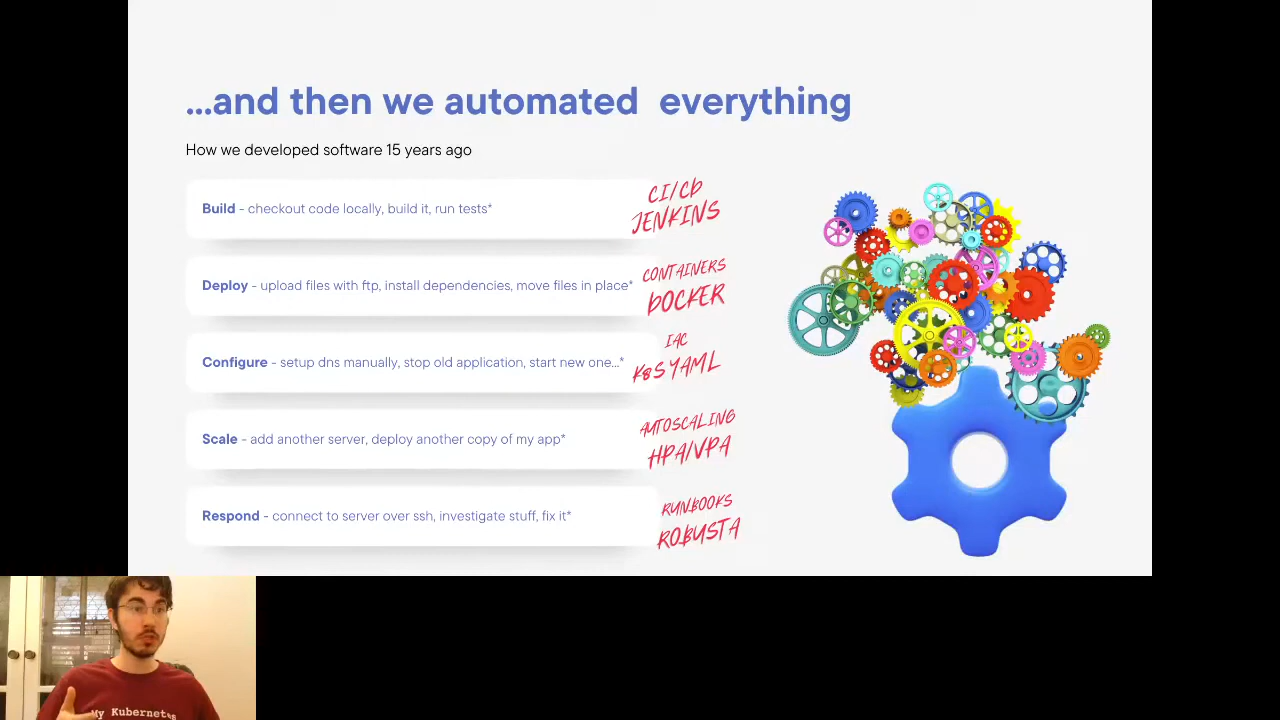 ...and then we automated everything
How we developed software 15 years ago
Build - checkout code locally, build it, run tests*
CI/CD
JENKINS
Deploy - upload files with ftp, install dependencies, move files in place*
CONTAINERS
DOCKER
Configure - setup dns manually, stop old application, start new one...*
IAC
K8S YAML
Scale - add another server, deploy another copy of my app*
AUTOSCALING
HPA/VPA
Respond - connect to server over ssh, investigate stuff, fix it*
RUNBOOKS
ROBUSTA
My Kubernetes